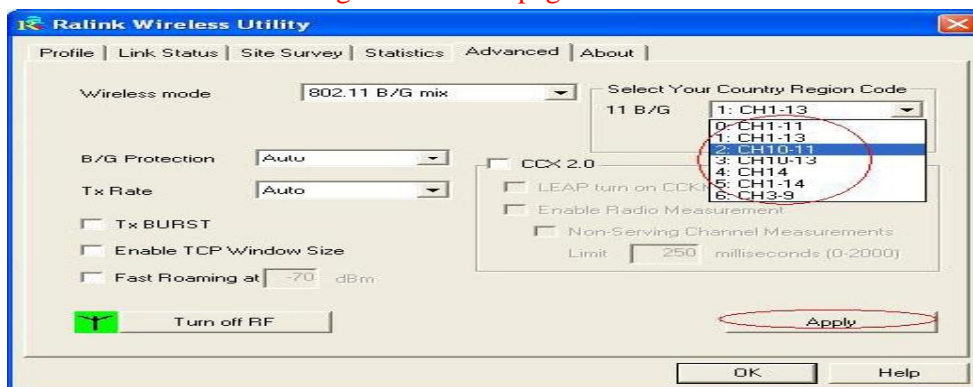 Ralink Wireless Utility
Profile Link Status Site Survey Statistics Advanced About
Wireless mode 802.11 B/G mix
Select Your Country Region Code
11 B/G 1: CH1-13
0: CH1-11
1: CH1-13
2: CH10-11
3: CH10-13
4: CH14
5: CH1-14
6: CH3-9
B/G Protection Auto
Tx Rate Auto
Tx BURST
Enable TCP Window Size
Fast Roaming at -70 dBm
CCX 2.0
LEAP turn on
Enable Radio Measurement
Non-Serving Channel Measurements
Limit 250 milliseconds (0-2000)
Turn off RF
Apply
OK Help